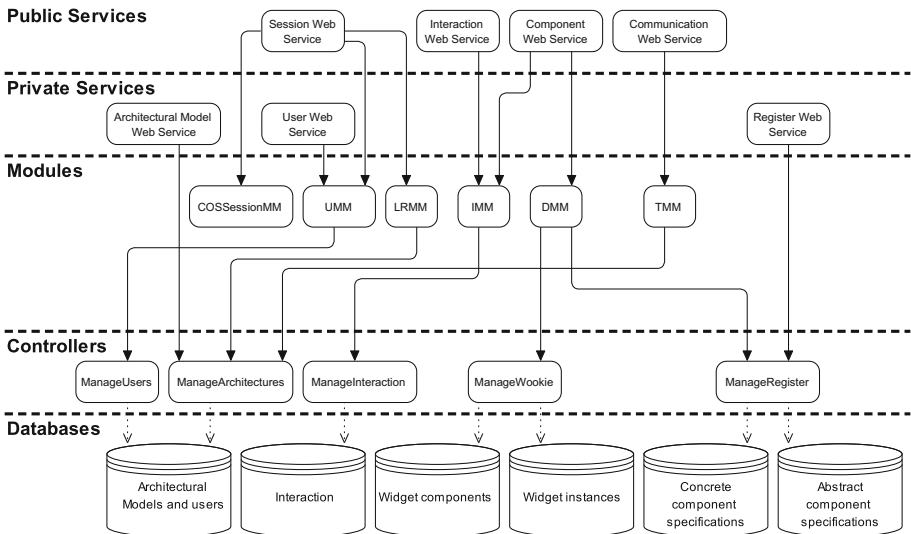 Public Services
Session Web
Service
Interaction
Web Service
Component
Web Service
Communication
Web Service
Private Services
Architectural Model
Web Service
User Web
Service
Register Web
Service
Modules
COSSessionMM
UMM
LRMM
IMM
DMM
TMM
Controllers
ManageUsers
ManageArchitectures
ManageInteraction
ManageWookie
ManageRegister
Databases
Architectural
Models and users
Interaction
Widget components
Widget instances
Concrete
component
specifications
Abstract
component
specifications